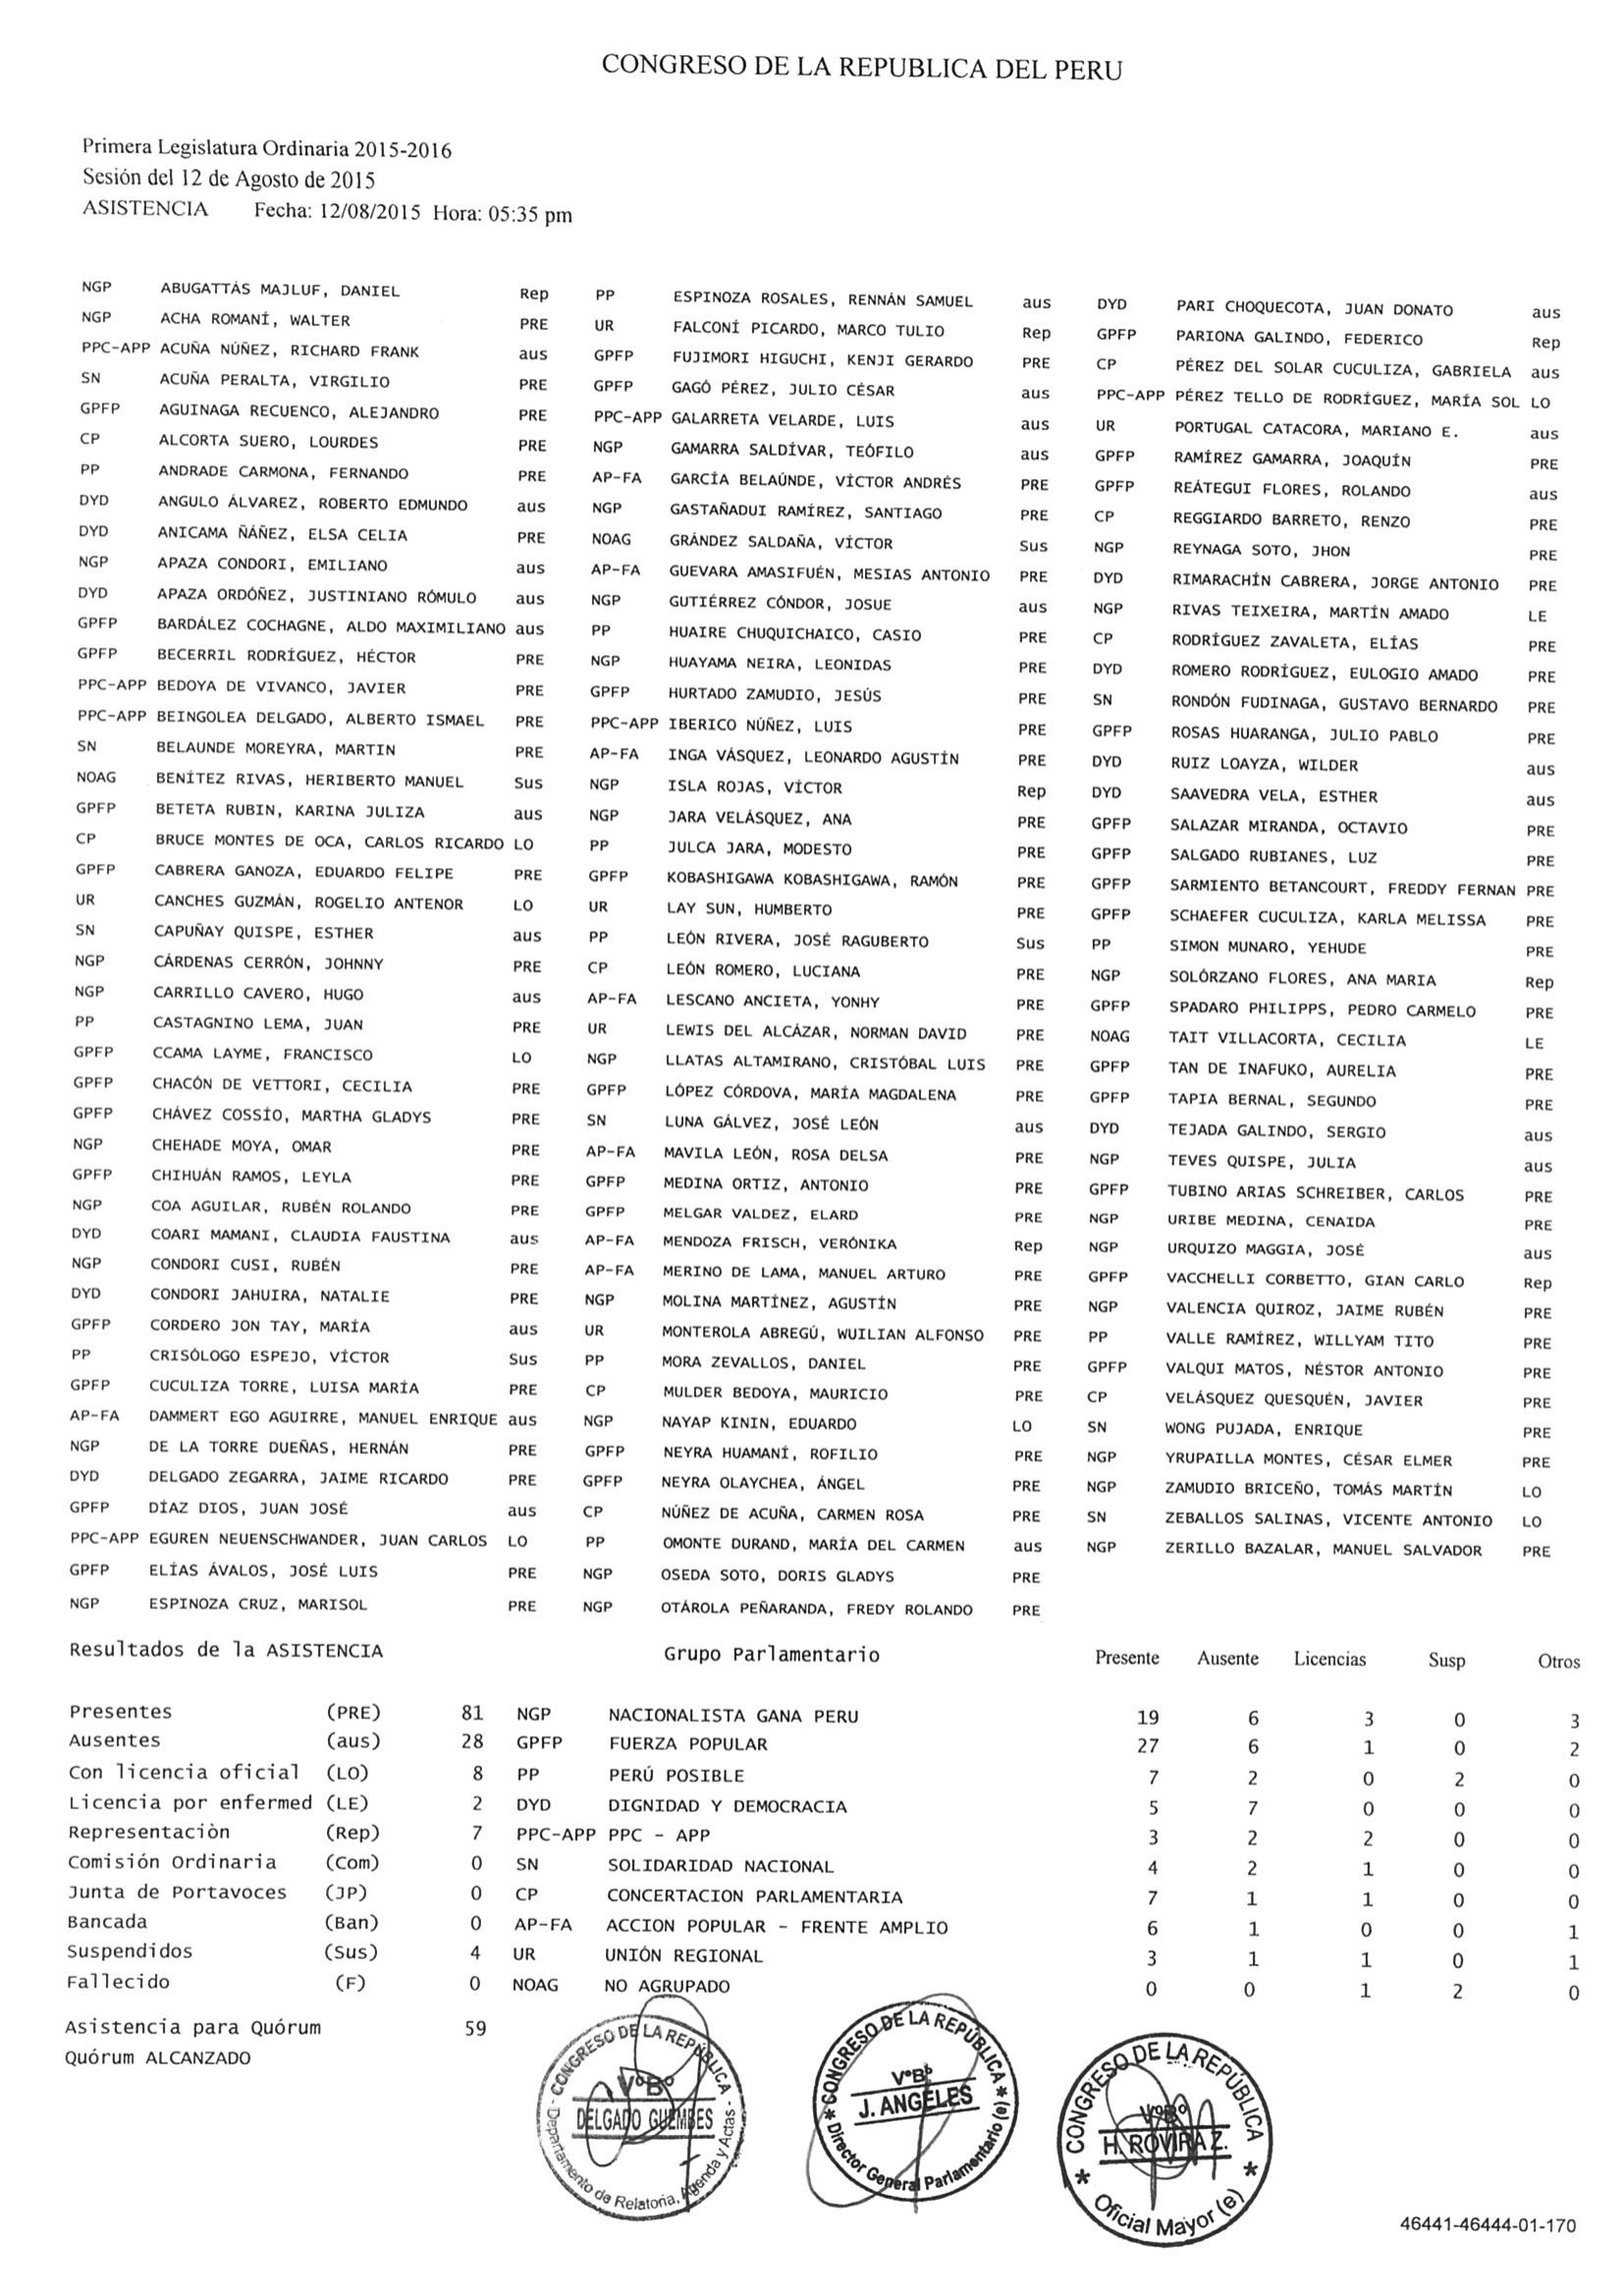 CONGRESO DE LA REPUBLICA DEL PERU
Primera Legislatura Ordinaria 2015-2016
Sesión del 12 de Agosto de 2015
ASISTENCIA Fecha: 12/08/2015 Hora: 05:35 pm
NGP ABUGATTÁS MAJLUF, DANIEL Rep
NGP ACHA ROMANÍ, WALTER PRE
PPC-APP ACUÑA NÚÑEZ, RICHARD FRANK aus
SN ACUÑA PERALTA, VIRGILIO PRE
GPFP AGUINAGA RECUENCO, ALEJANDRO PRE
CP ALCORTA SUERO, LOURDES PRE
PP ANDRADE CARMONA, FERNANDO PRE
DYD ANGULO ÁLVAREZ, ROBERTO EDMUNDO aus
DYD ANICAMA ÑÁÑEZ, ELSA CELIA PRE
NGP APAZA CONDORI, EMILIANO aus
DYD APAZA ORDÓÑEZ, JUSTINIANO RÓMULO aus
GPFP BARDÁLEZ COCHAGNE, ALDO MAXIMILIANO aus
GPFP BECERRIL RODRÍGUEZ, HÉCTOR PRE
PPC-APP BEDOYA DE VIVANCO, JAVIER PRE
PPC-APP BEINGOLEA DELGADO, ALBERTO ISMAEL PRE
SN BELAUNDE MOREYRA, MARTIN PRE
NOAG BENÍTEZ RIVAS, HERIBERTO MANUEL Sus
GPFP BETETA RUBIN, KARINA JULIZA aus
CP BRUCE MONTES DE OCA, CARLOS RICARDO LO
GPFP CABRERA GANOZA, EDUARDO FELIPE PRE
UR CANCHES GUZMÁN, ROGELIO ANTENOR LO
SN CAPUÑAY QUISPE, ESTHER aus
NGP CÁRDENAS CERRÓN, JOHNNY PRE
NGP CARRILLO CAVERO, HUGO aus
PP CASTAGNINO LEMA, JUAN PRE
GPFP CCAMA LAYME, FRANCISCO LO
GPFP CHACÓN DE VETTORI, CECILIA PRE
GPFP CHÁVEZ COSSÍO, MARTHA GLADYS PRE
NGP CHEHADE MOYA, OMAR PRE
GPFP CHIHUÁN RAMOS, LEYLA PRE
NGP COA AGUILAR, RUBÉN ROLANDO PRE
DYD COARI MAMANI, CLAUDIA FAUSTINA aus
NGP CONDORI CUSI, RUBÉN PRE
DYD CONDORI JAHUIRA, NATALIE PRE
GPFP CORDERO JON TAY, MARÍA aus
PP CRISÓLOGO ESPEJO, VÍCTOR Sus
GPFP CUCULIZA TORRE, LUISA MARÍA PRE
AP-FA DAMMERT EGO AGUIRRE, MANUEL ENRIQUE aus
NGP DE LA TORRE DUEÑAS, HERNÁN PRE
DYD DELGADO ZEGARRA, JAIME RICARDO PRE
GPFP DÍAZ DIOS, JUAN JOSÉ aus
PPC-APP EGUREN NEUENSCHWANDER, JUAN CARLOS LO
GPFP ELÍAS ÁVALOS, JOSÉ LUIS PRE
NGP ESPINOZA CRUZ, MARISOL PRE
PP ESPINOZA ROSALES, RENNÁN SAMUEL aus
UR FALCONÍ PICARDO, MARCO TULIO Rep
GPFP FUJIMORI HIGUCHI, KENJI GERARDO PRE
GPFP GAGÓ PÉREZ, JULIO CÉSAR aus
PPC-APP GALARRETA VELARDE, LUIS aus
NGP GAMARRA SALDÍVAR, TEÓFILO aus
AP-FA GARCÍA BELAÚNDE, VÍCTOR ANDRÉS PRE
NGP GASTAÑADUI RAMÍREZ, SANTIAGO PRE
NOAG GRÁNDEZ SALDAÑA, VÍCTOR Sus
AP-FA GUEVARA AMASIFUÉN, MESIAS ANTONIO PRE
NGP GUTIÉRREZ CÓNDOR, JOSUE aus
PP HUAIRE CHUQUICHAICO, CASIO PRE
NGP HUAYAMA NEIRA, LEONIDAS PRE
GPFP HURTADO ZAMUDIO, JESÚS PRE
PPC-APP IBERICO NÚÑEZ, LUIS PRE
AP-FA INGA VÁSQUEZ, LEONARDO AGUSTÍN PRE
NGP ISLA ROJAS, VÍCTOR Rep
NGP JARA VELÁSQUEZ, ANA PRE
PP JULCA JARA, MODESTO PRE
GPFP KOBASHIGAWA KOBASHIGAWA, RAMÓN PRE
UR LAY SUN, HUMBERTO PRE
PP LEÓN RIVERA, JOSÉ RAGUBERTO Sus
CP LEÓN ROMERO, LUCIANA PRE
AP-FA LESCANO ANCIETA, YONHY PRE
UR LEWIS DEL ALCÁZAR, NORMAN DAVID PRE
NGP LLATAS ALTAMIRANO, CRISTÓBAL LUIS PRE
GPFP LÓPEZ CÓRDOVA, MARÍA MAGDALENA PRE
SN LUNA GÁLVEZ, JOSÉ LEÓN aus
AP-FA MAVILA LEÓN, ROSA DELSA PRE
GPFP MEDINA ORTIZ, ANTONIO PRE
GPFP MELGAR VALDEZ, ELARD PRE
AP-FA MENDOZA FRISCH, VERÓNIKA Rep
AP-FA MERINO DE LAMA, MANUEL ARTURO PRE
NGP MOLINA MARTÍNEZ, AGUSTÍN PRE
UR MONTEROLA ABREGÚ, WUILIAN ALFONSO PRE
PP MORA ZEVALLOS, DANIEL PRE
CP MULDER BEDOYA, MAURICIO PRE
NGP NAYAP KININ, EDUARDO LO
GPFP NEYRA HUAMANÍ, ROFILIO PRE
GPFP NEYRA OLAYCHEA, ÁNGEL PRE
CP NÚÑEZ DE ACUÑA, CARMEN ROSA PRE
PP OMONTE DURAND, MARÍA DEL CARMEN aus
NGP OSEDA SOTO, DORIS GLADYS PRE
NGP OTÁROLA PEÑARANDA, FREDY ROLANDO PRE
DYD PARI CHOQUECOTA, JUAN DONATO aus
GPFP PARIONA GALINDO, FEDERICO Rep
CP PÉREZ DEL SOLAR CUCULIZA, GABRIELA aus
PPC-APP PÉREZ TELLO DE RODRÍGUEZ, MARÍA SOL LO
UR PORTUGAL CATACORA, MARIANO E. aus
GPFP RAMÍREZ GAMARRA, JOAQUÍN PRE
GPFP REÁTEGUI FLORES, ROLANDO aus
CP REGGIARDO BARRETO, RENZO PRE
NGP REYNAGA SOTO, JHON PRE
DYD RIMARACHÍN CABRERA, JORGE ANTONIO PRE
NGP RIVAS TEIXEIRA, MARTÍN AMADO LE
CP RODRÍGUEZ ZAVALETA, ELÍAS PRE
DYD ROMERO RODRÍGUEZ, EULOGIO AMADO PRE
SN RONDÓN FUDINAGA, GUSTAVO BERNARDO PRE
GPFP ROSAS HUARANGA, JULIO PABLO PRE
DYD RUIZ LOAYZA, WILDER aus
DYD SAAVEDRA VELA, ESTHER aus
GPFP SALAZAR MIRANDA, OCTAVIO PRE
GPFP SALGADO RUBIANES, LUZ PRE
GPFP SARMIENTO BETANCOURT, FREDDY FERNAN PRE
GPFP SCHAEFER CUCULIZA, KARLA MELISSA PRE
PP SIMON MUNARO, YEHUDE PRE
NGP SOLÓRZANO FLORES, ANA MARIA Rep
GPFP SPADARO PHILIPPS, PEDRO CARMELO PRE
NOAG TAIT VILLACORTA, CECILIA LE
GPFP TAN DE INAFUKO, AURELIA PRE
GPFP TAPIA BERNAL, SEGUNDO PRE
DYD TEJADA GALINDO, SERGIO aus
NGP TEVES QUISPE, JULIA aus
GPFP TUBINO ARIAS SCHREIBER, CARLOS PRE
NGP URIBE MEDINA, CENAIDA PRE
NGP URQUIZO MAGGIA, JOSÉ aus
GPFP VACCHELLI CORBETTO, GIAN CARLO Rep
NGP VALENCIA QUIROZ, JAIME RUBÉN PRE
PP VALLE RAMÍREZ, WILLYAM TITO PRE
GPFP VALQUI MATOS, NÉSTOR ANTONIO PRE
CP VELÁSQUEZ QUESQUÉN, JAVIER PRE
SN WONG PUJADA, ENRIQUE PRE
NGP YRUPAILLA MONTES, CÉSAR ELMER PRE
NGP ZAMUDIO BRICEÑO, TOMÁS MARTÍN LO
SN ZEBALLOS SALINAS, VICENTE ANTONIO LO
NGP ZERILLO BAZALAR, MANUEL SALVADOR PRE
Resultados de la ASISTENCIA
Presentes (PRE) 81
Ausentes (aus) 28
Con licencia oficial (LO) 8
Licencia por enfermed (LE) 2
Representaciòn (Rep) 7
Comisión Ordinaria (Com) 0
Junta de Portavoces (JP) 0
Bancada (Ban) 0
Suspendidos (Sus) 4
Fallecido (F) 0
Asistencia para Quórum 59
Quórum ALCANZADO
Grupo Parlamentario Presente Ausente Licencias Susp Otros
NGP NACIONALISTA GANA PERU 19 6 3 0 3
GPFP FUERZA POPULAR 27 6 1 0 2
PP PERÚ POSIBLE 7 2 0 2 0
DYD DIGNIDAD Y DEMOCRACIA 5 7 0 0 0
PPC-APP PPC - APP 3 2 2 0 0
SN SOLIDARIDAD NACIONAL 4 2 1 0 0
CP CONCERTACION PARLAMENTARIA 7 1 1 0 0
AP-FA ACCION POPULAR - FRENTE AMPLIO 6 1 0 0 1
UR UNIÓN REGIONAL 3 1 1 0 1
NOAG NO AGRUPADO 0 0 1 2 0
CONGRESO DE LA REPÚBLICA
V°B°
DELGADO GUEMBES
Departamento de Relatoria, Agenda y Actas
CONGRESO DE LA REPÚBLICA
V°B°
J. ANGELES
Director General Parlamentario (e)
CONGRESO DE LA REPÚBLICA
V°B°
H. ROVIRA Z.
Oficial Mayor (e)
46441-46444-01-170